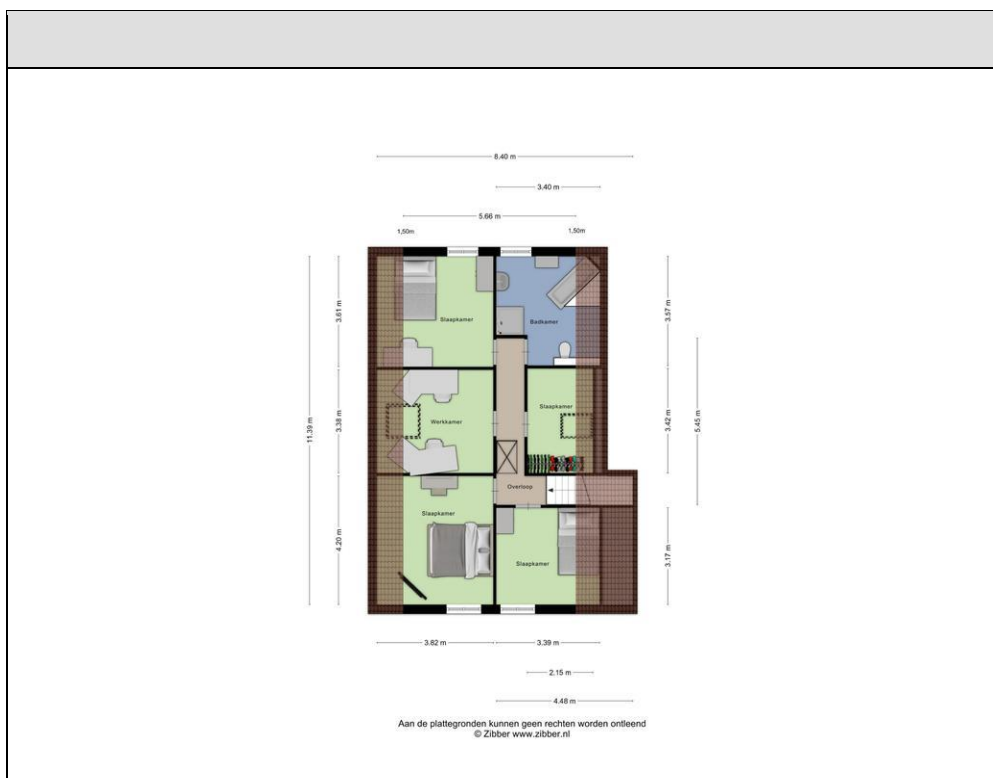 8.40 m
3.40 m
5.66 m
1,50m
1,50m
Slaapkamer
Badkamer
3.61 m
3.57 m
Werkkamer
Slaapkamer
11.39 m
3.38 m
3.42 m
5.45 m
Slaapkamer
Overloop
4.20 m
Slaapkamer
3.17 m
3.82 m
3.39 m
2.15 m
4.48 m
Aan de plattegronden kunnen geen rechten worden ontleend
© Zibber www.zibber.nl